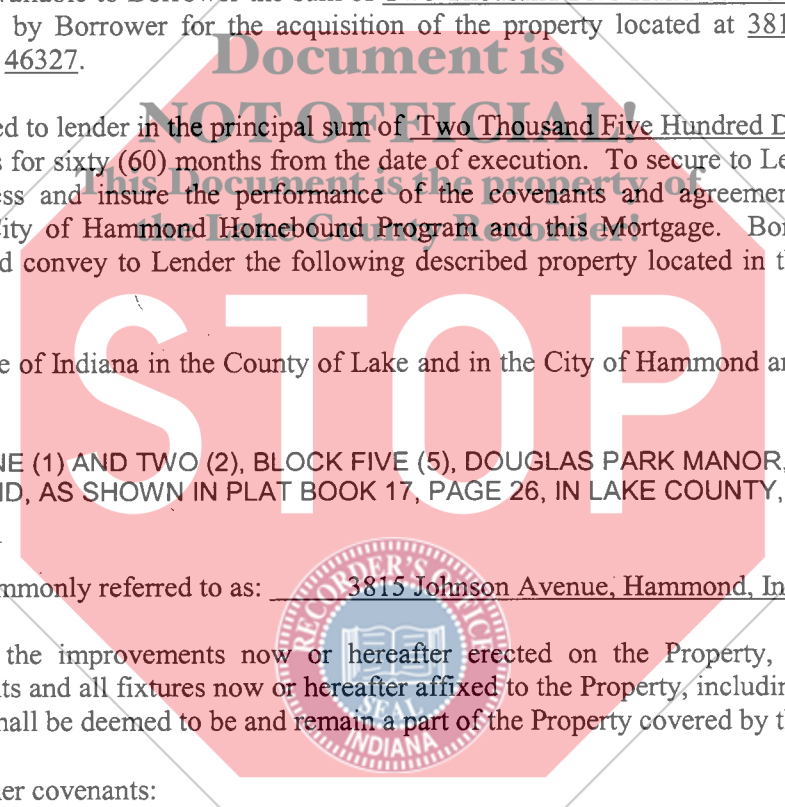 by Borrower for the acquisition of the property located at 381
46327.
Document is
NOT OFFICIAL!
This Document is the property of
the Lake County Recorder!
ed to lender in the principal sum of Two Thousand Five Hundred D
s for sixty (60) months from the date of execution. To secure to Le
ess and insure the performance of the covenants and agreemen
City of Hammond Homebound Program and this Mortgage. Bor
d convey to Lender the following described property located in th
STOP
e of Indiana in the County of Lake and in the City of Hammond an
NE (1) AND TWO (2), BLOCK FIVE (5), DOUGLAS PARK MANOR,
ND, AS SHOWN IN PLAT BOOK 17, PAGE 26, IN LAKE COUNTY,
mmonly referred to as: 3815 Johnson Avenue, Hammond, In
RECORDER'S OFFICE
SEAL
INDIANA
the improvements now or hereafter erected on the Property,
ts and all fixtures now or hereafter affixed to the Property, includin
hall be deemed to be and remain a part of the Property covered by th
er covenants: